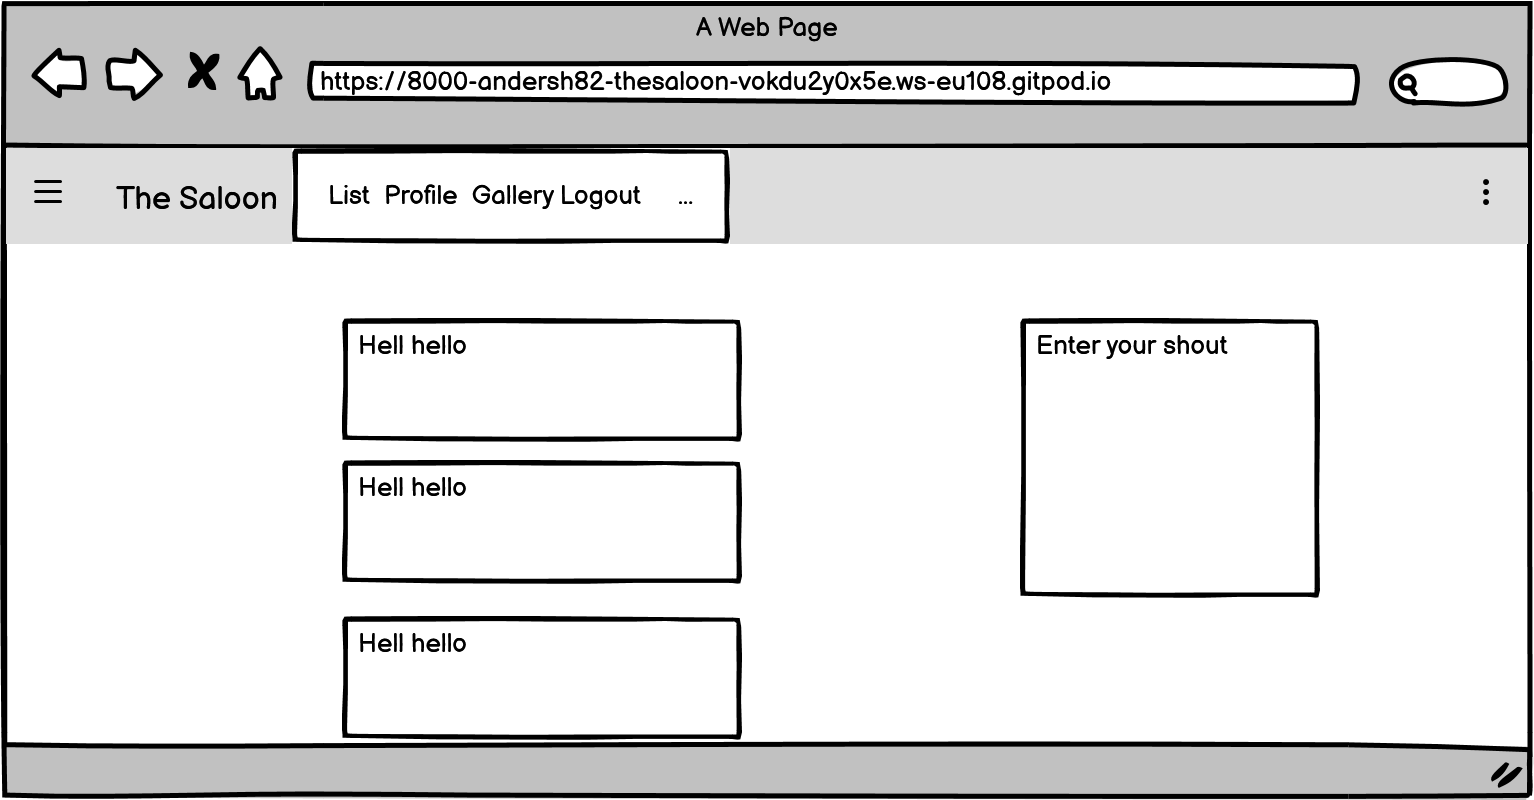 A Web Page
https://8000-andersh82-thesaloon-vokdu2y0x5e.ws-eu108.gitpod.io
The Saloon List Profile Gallery Logout ...
Hell hello Enter your shout
Hell hello
Hell hello